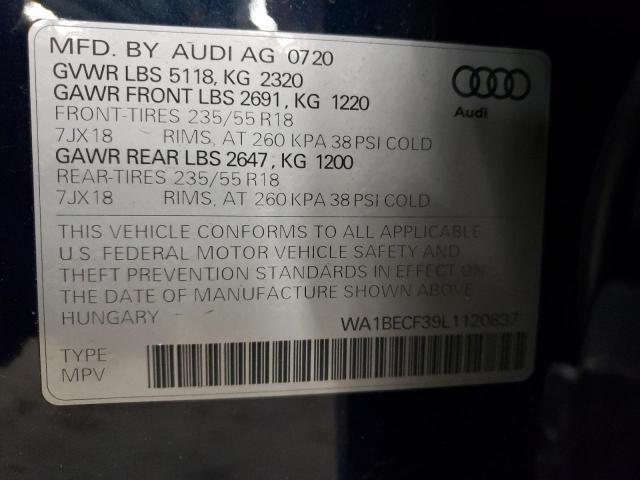 MFD. BY AUDI AG 0720
GVWR LBS 5118, KG 2320
GAWR FRONT LBS 2691, KG 1220
FRONT-TIRES 235/55 R18
7JX18 RIMS, AT 260 KPA 38 PSI COLD
GAWR REAR LBS 2647, KG 1200
REAR-TIRES 235/55 R18
7JX18 RIMS, AT 260 KPA 38 PSI COLD
Audi
THIS VEHICLE CONFORMS TO ALL APPLICABLE
U.S. FEDERAL MOTOR VEHICLE SAFETY AND
THEFT PREVENTION STANDARDS IN EFFECT ON
THE DATE OF MANUFACTURE SHOWN ABOVE
HUNGARY WA1BECF39L1120837
TYPE
MPV